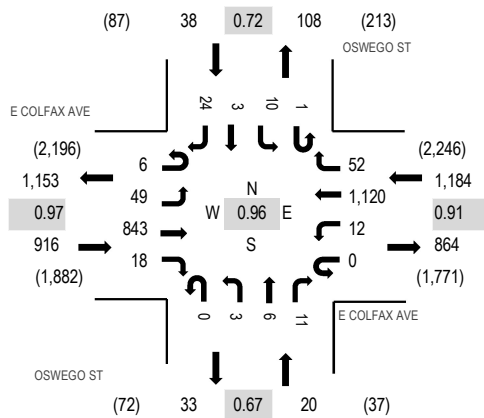 (87) 38 0.72 108 (213)
OSWEGO ST
E COLFAX AVE
24 3 10 1
(2,196) 6 52 (2,246)
1,153 49 N 1,120 1,184
0.97 843 W 0.96 E 12 0.91
916 18 S 0 864
(1,882) (1,771)
0 3 6 11
E COLFAX AVE
OSWEGO ST
(72) 33 0.67 20 (37)